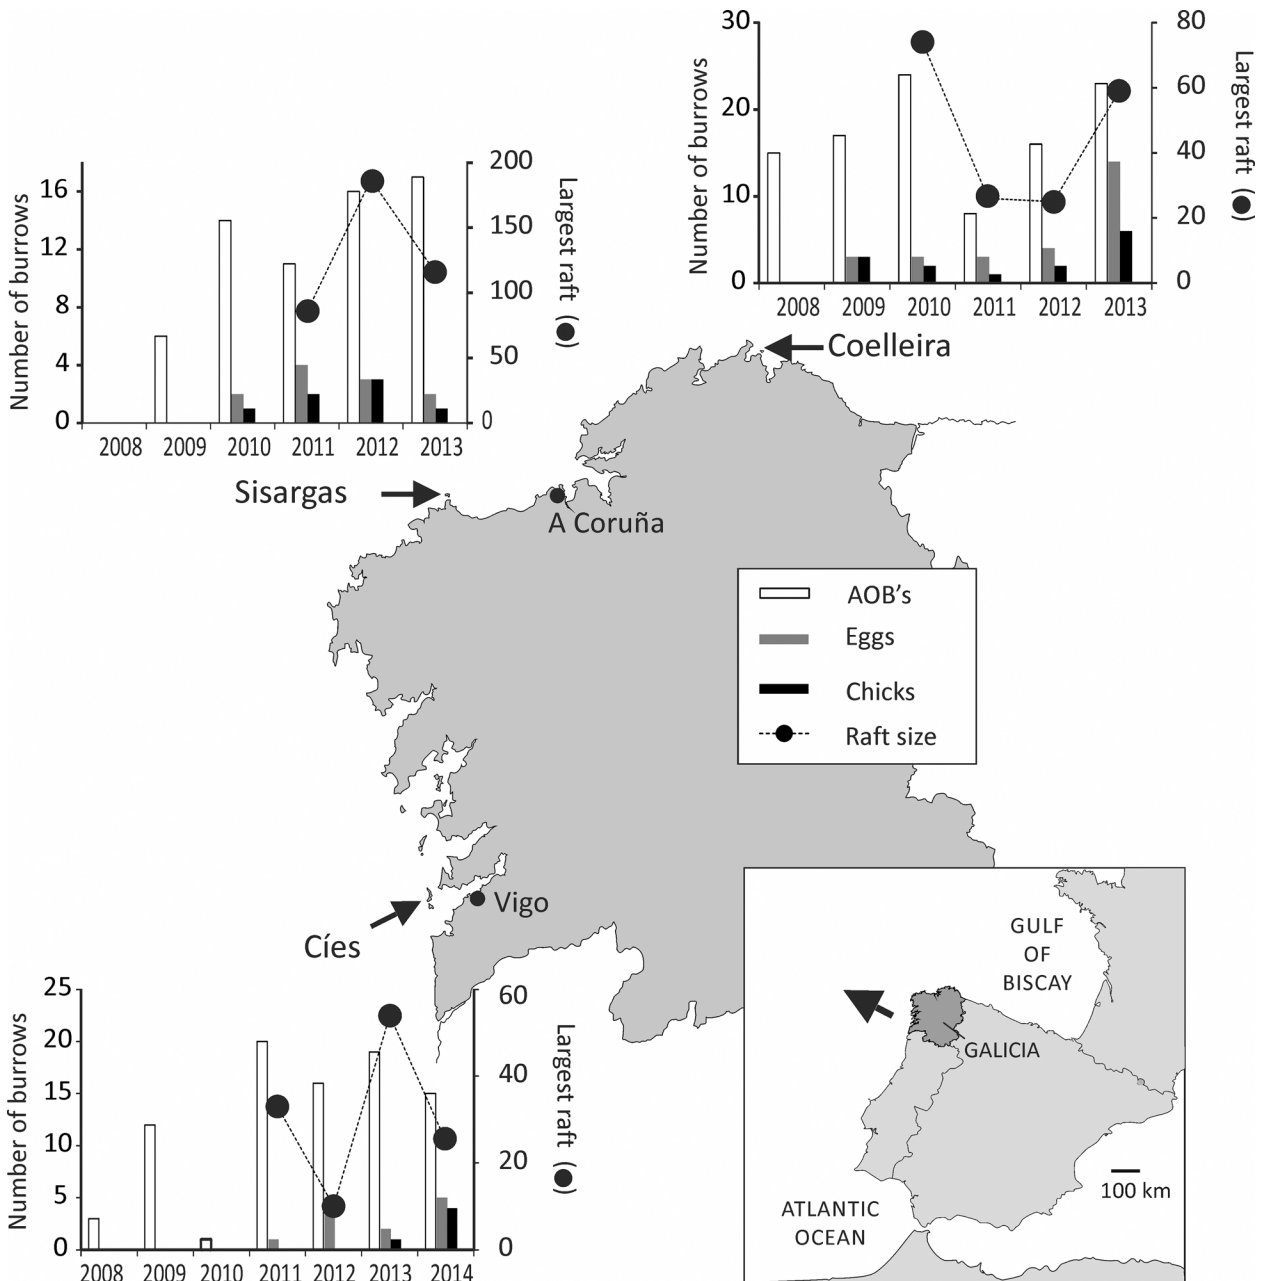 30
20
10
0
Number of burrows
80
60
40
20
0
Largest raft (●)
2008 2009 2010 2011 2012 2013
Coelleira
16
12
8
4
0
Number of burrows
200
150
100
50
0
Largest raft (●)
2008 2009 2010 2011 2012 2013
Sisargas
A Coruña
AOB's
Eggs
Chicks
Raft size
Vigo
Cíes
25
20
15
10
5
0
Number of burrows
60
40
20
0
Largest raft (●)
2008 2009 2010 2011 2012 2013 2014
GULF
OF
BISCAY
GALICIA
100 km
ATLANTIC
OCEAN